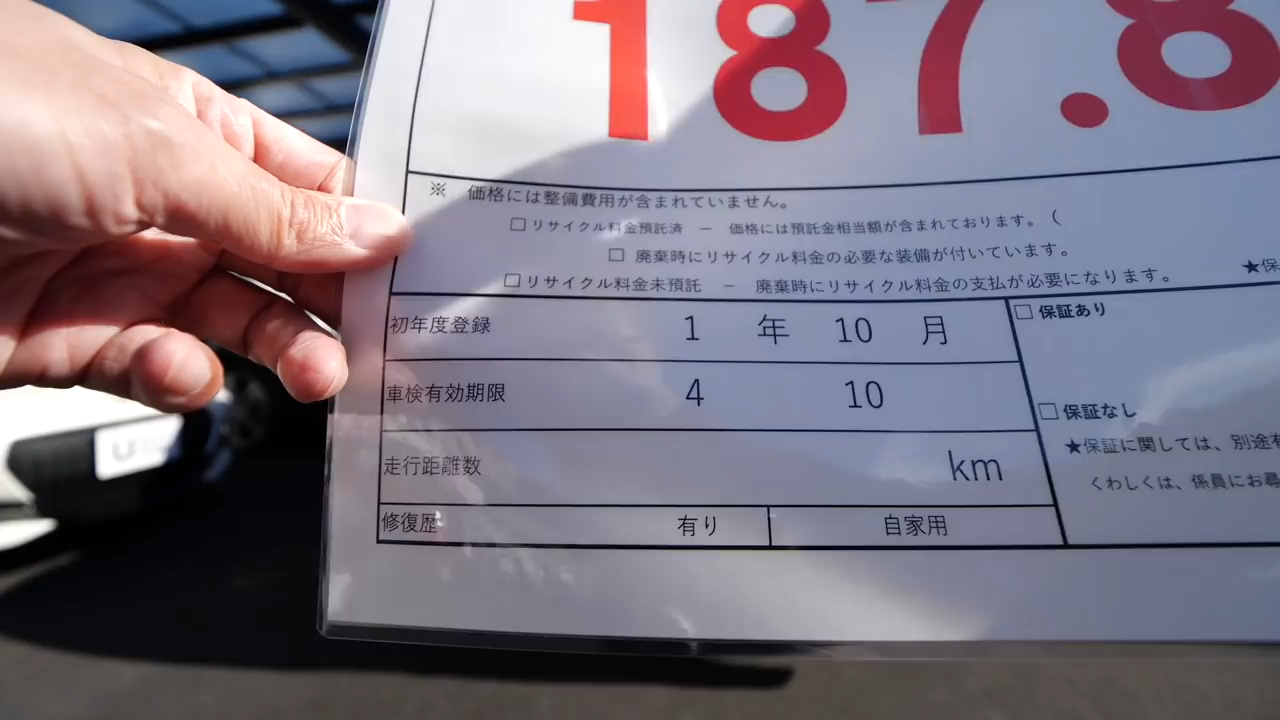 187.8
※ 価格には整備費用が含まれていません。
□ リサイクル料金預託済 － 価格には預託金相当額が含まれております。（
□ 廃棄時にリサイクル料金の必要な装備が付いています。
□ リサイクル料金未預託 － 廃棄時にリサイクル料金の支払が必要になります。 ★保
初年度登録 1 年 10 月
車検有効期限 4 10
走行距離数 km
修復歴 有り 自家用
□ 保証あり
□ 保証なし
★保証に関しては、別途有
くわしくは、係員にお尋